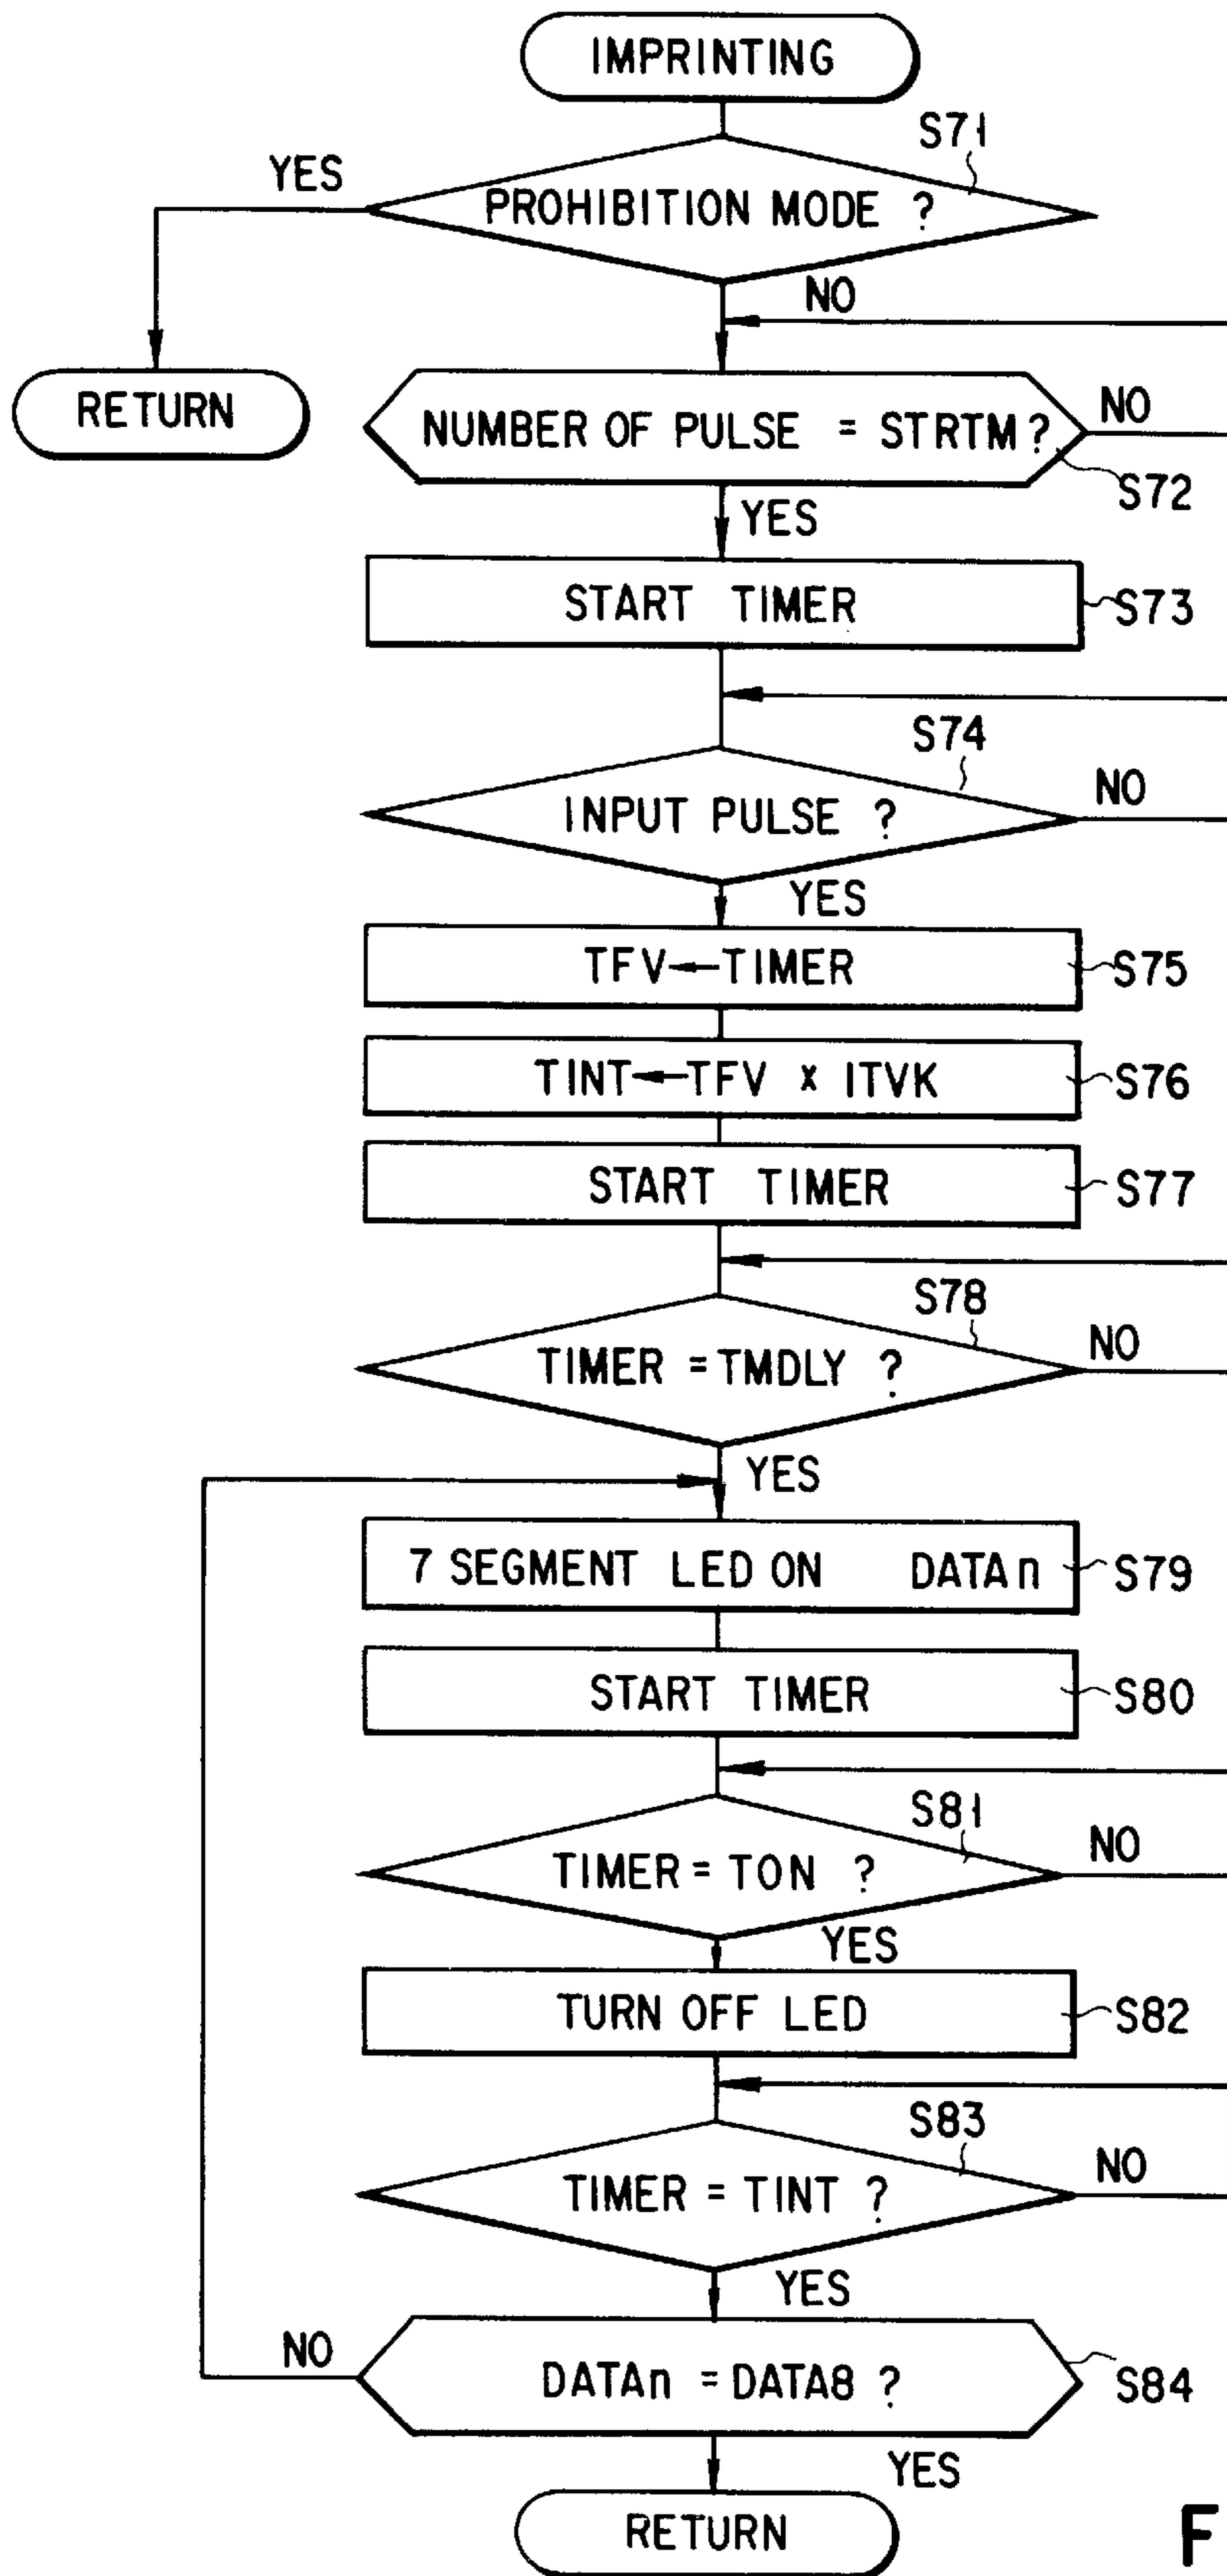 IMPRINTING
S71
YES
PROHIBITION MODE ?
NO
RETURN
NUMBER OF PULSE = STRTM ?
NO
S72
YES
START TIMER
S73
S74
INPUT PULSE ?
NO
YES
TFV←TIMER
S75
TINT←TFV x ITVK
S76
START TIMER
S77
S78
TIMER = TMDLY ?
NO
YES
7 SEGMENT LED ON DATAn
S79
START TIMER
S80
S81
TIMER = TON ?
NO
YES
TURN OFF LED
S82
S83
TIMER = TINT ?
NO
YES
NO
DATAn = DATA8 ?
S84
YES
RETURN
F